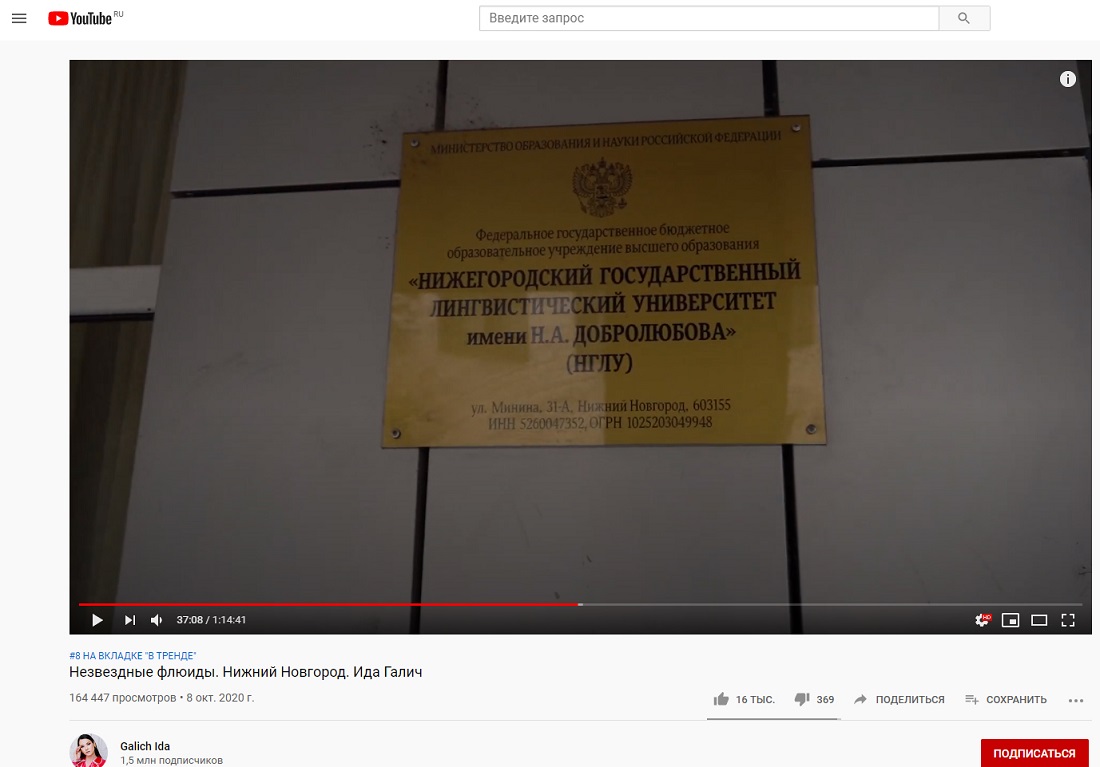 YouTube RU
Введите запрос
МИНИСТЕРСТВО ОБРАЗОВАНИЯ И НАУКИ РОССИЙСКОЙ ФЕДЕРАЦИИ
Федеральное государственное бюджетное
образовательное учреждение высшего образования
«НИЖЕГОРОДСКИЙ ГОСУДАРСТВЕННЫЙ
ЛИНГВИСТИЧЕСКИЙ УНИВЕРСИТЕТ
имени Н.А. ДОБРОЛЮБОВА»
(НГЛУ)
ул. Минина, 31-А, Нижний Новгород, 603155
ИНН 5260047352, ОГРН 1025203049948
37:08 / 1:14:41
HD
#8 НА ВКЛАДКЕ "В ТРЕНДЕ"
Незвездные флюиды. Нижний Новгород. Ида Галич
164 447 просмотров • 8 окт. 2020 г.
16 ТЫС.
369
ПОДЕЛИТЬСЯ
СОХРАНИТЬ
Galich Ida
1,5 млн подписчиков
ПОДПИСАТЬСЯ